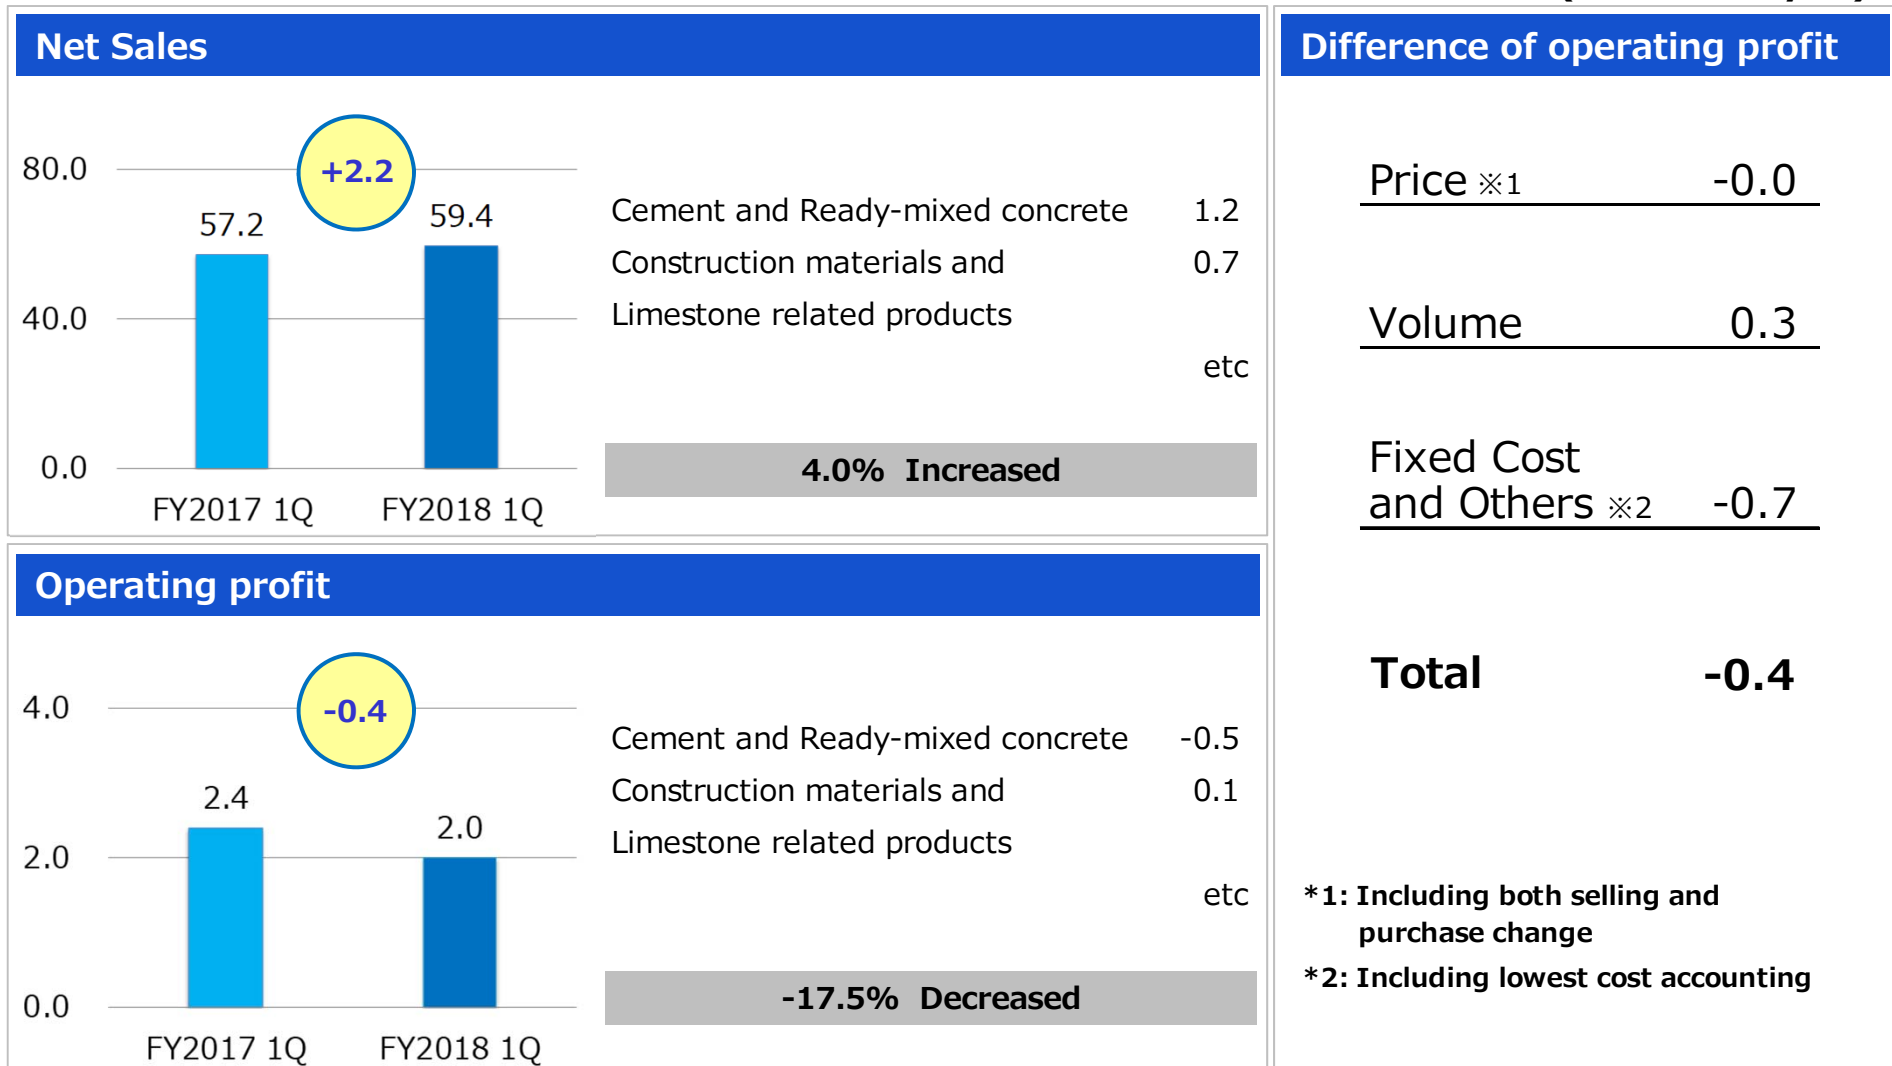 Net Sales
80.0
40.0
0.0
+2.2
57.2
59.4
FY2017 1Q
FY2018 1Q
Cement and Ready-mixed concrete 1.2
Construction materials and 0.7
Limestone related products
etc
4.0% Increased
Operating profit
4.0
2.0
0.0
-0.4
2.4
2.0
FY2017 1Q
FY2018 1Q
Cement and Ready-mixed concrete -0.5
Construction materials and 0.1
Limestone related products
etc
-17.5% Decreased
Difference of operating profit
Price ※1 -0.0
Volume 0.3
Fixed Cost
and Others ※2 -0.7
Total -0.4
*1: Including both selling and
purchase change
*2: Including lowest cost accounting